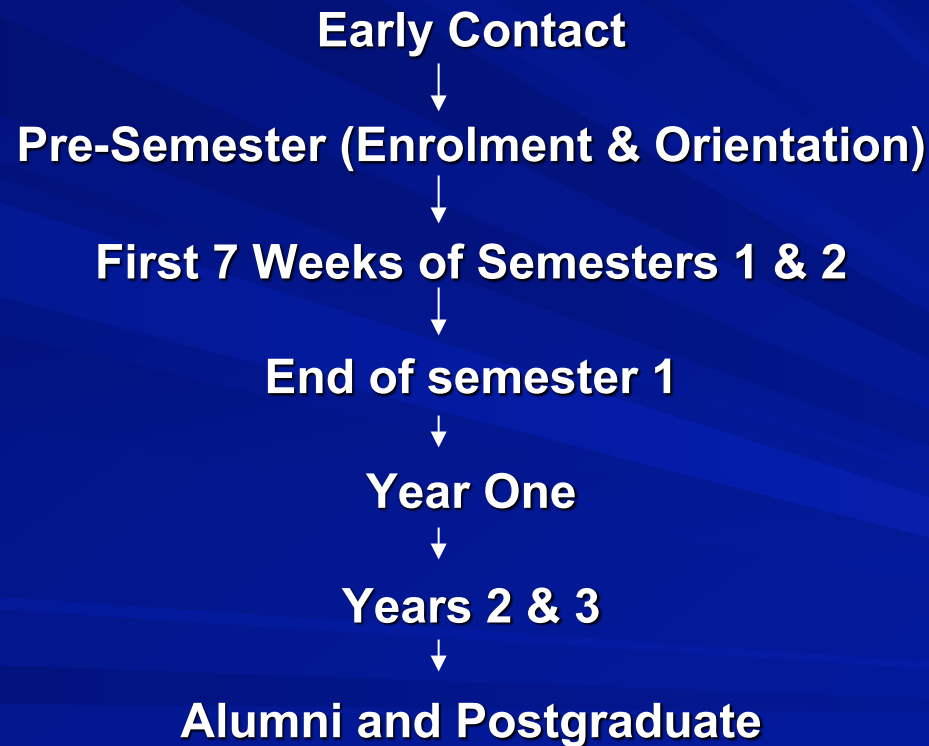 Early Contact
Pre-Semester (Enrolment & Orientation)
First 7 Weeks of Semesters 1 & 2
End of semester 1
Year One
Years 2 & 3
Alumni and Postgraduate